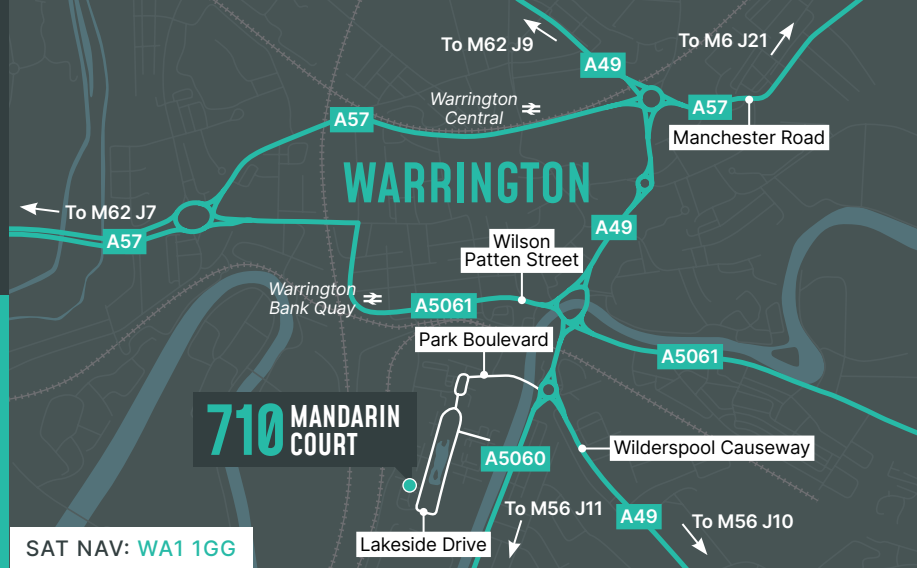 To M62 J9
To M6 J21
A49
Warrington
Central
A57
A57
Manchester Road
WARRINGTON
To M62 J7
A57
A49
Wilson
Patten Street
Warrington
Bank Quay
A5061
Park Boulevard
A5061
710 MANDARIN
COURT
Wilderspool Causeway
A5060
To M56 J11
A49
To M56 J10
Lakeside Drive
SAT NAV: WA1 1GG